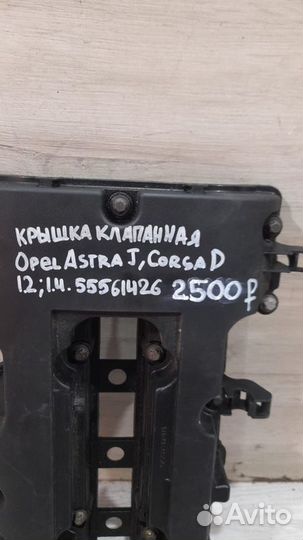 КРЫШКА КЛАПАННАЯ
OPEL ASTRA J, CORSA D
1.2; 1.4. 55561426 2500₽
Avito